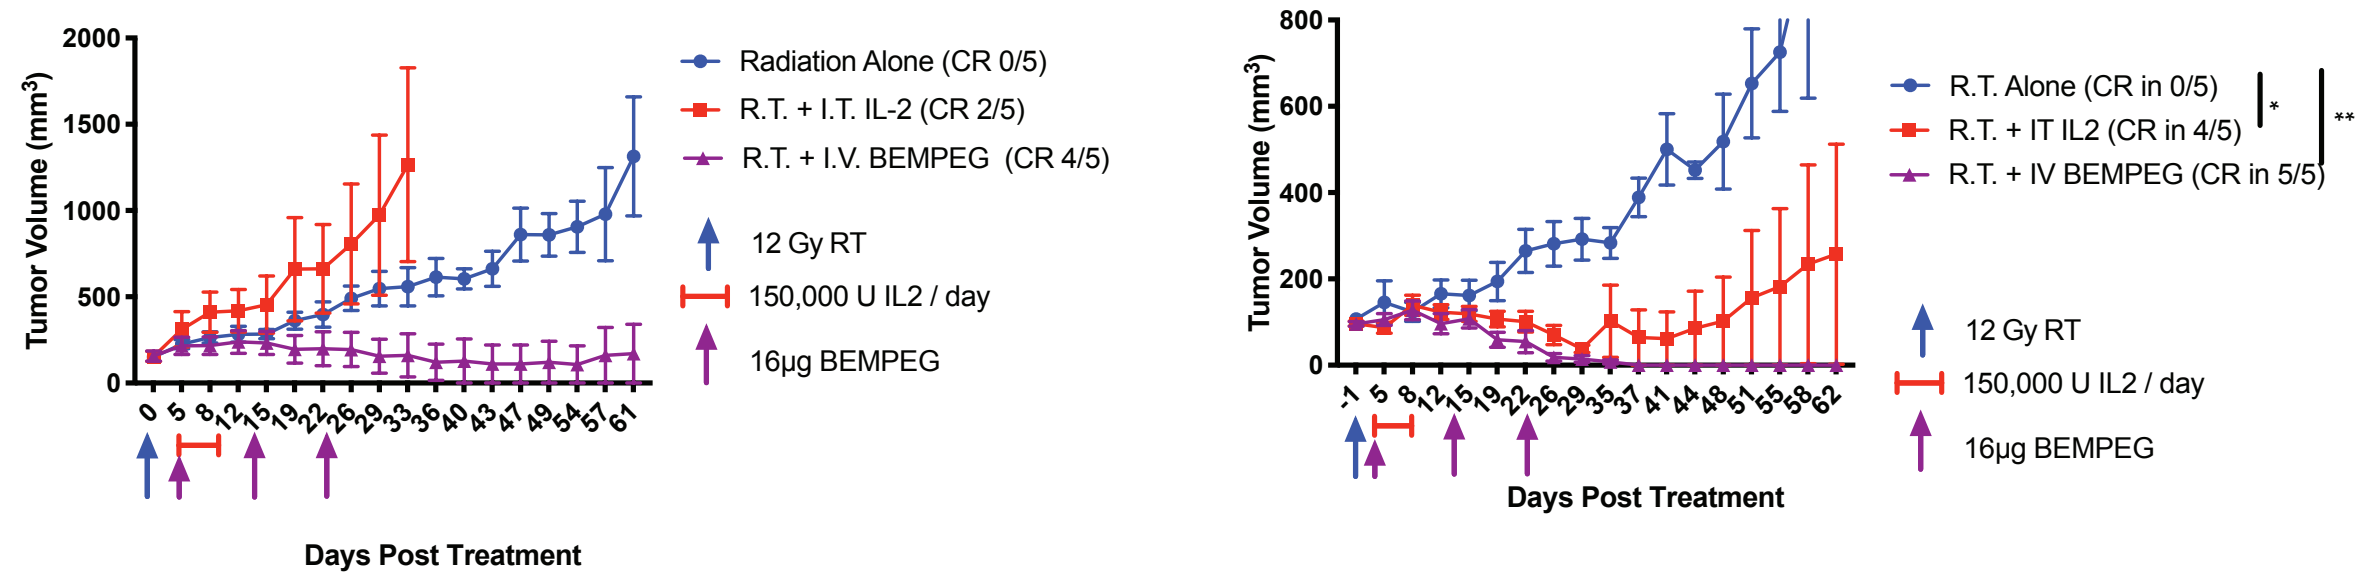 Tumor Volume (mm³)
2000
1500
1000
500
0
0 5 8 12 15 19 22 26 29 33 36 40 43 47 49 54 57 61
Days Post Treatment
Radiation Alone (CR 0/5)
R.T. + I.T. IL-2 (CR 2/5)
R.T. + I.V. BEMPEG (CR 4/5)
12 Gy RT
150,000 U IL2 / day
16µg BEMPEG
Tumor Volume (mm³)
800
600
400
200
0
-1 5 8 12 15 19 22 26 29 35 37 41 44 48 51 55 58 62
Days Post Treatment
R.T. Alone (CR in 0/5)
R.T. + IT IL2 (CR in 4/5)
R.T. + IV BEMPEG (CR in 5/5)
*
**
12 Gy RT
150,000 U IL2 / day
16µg BEMPEG